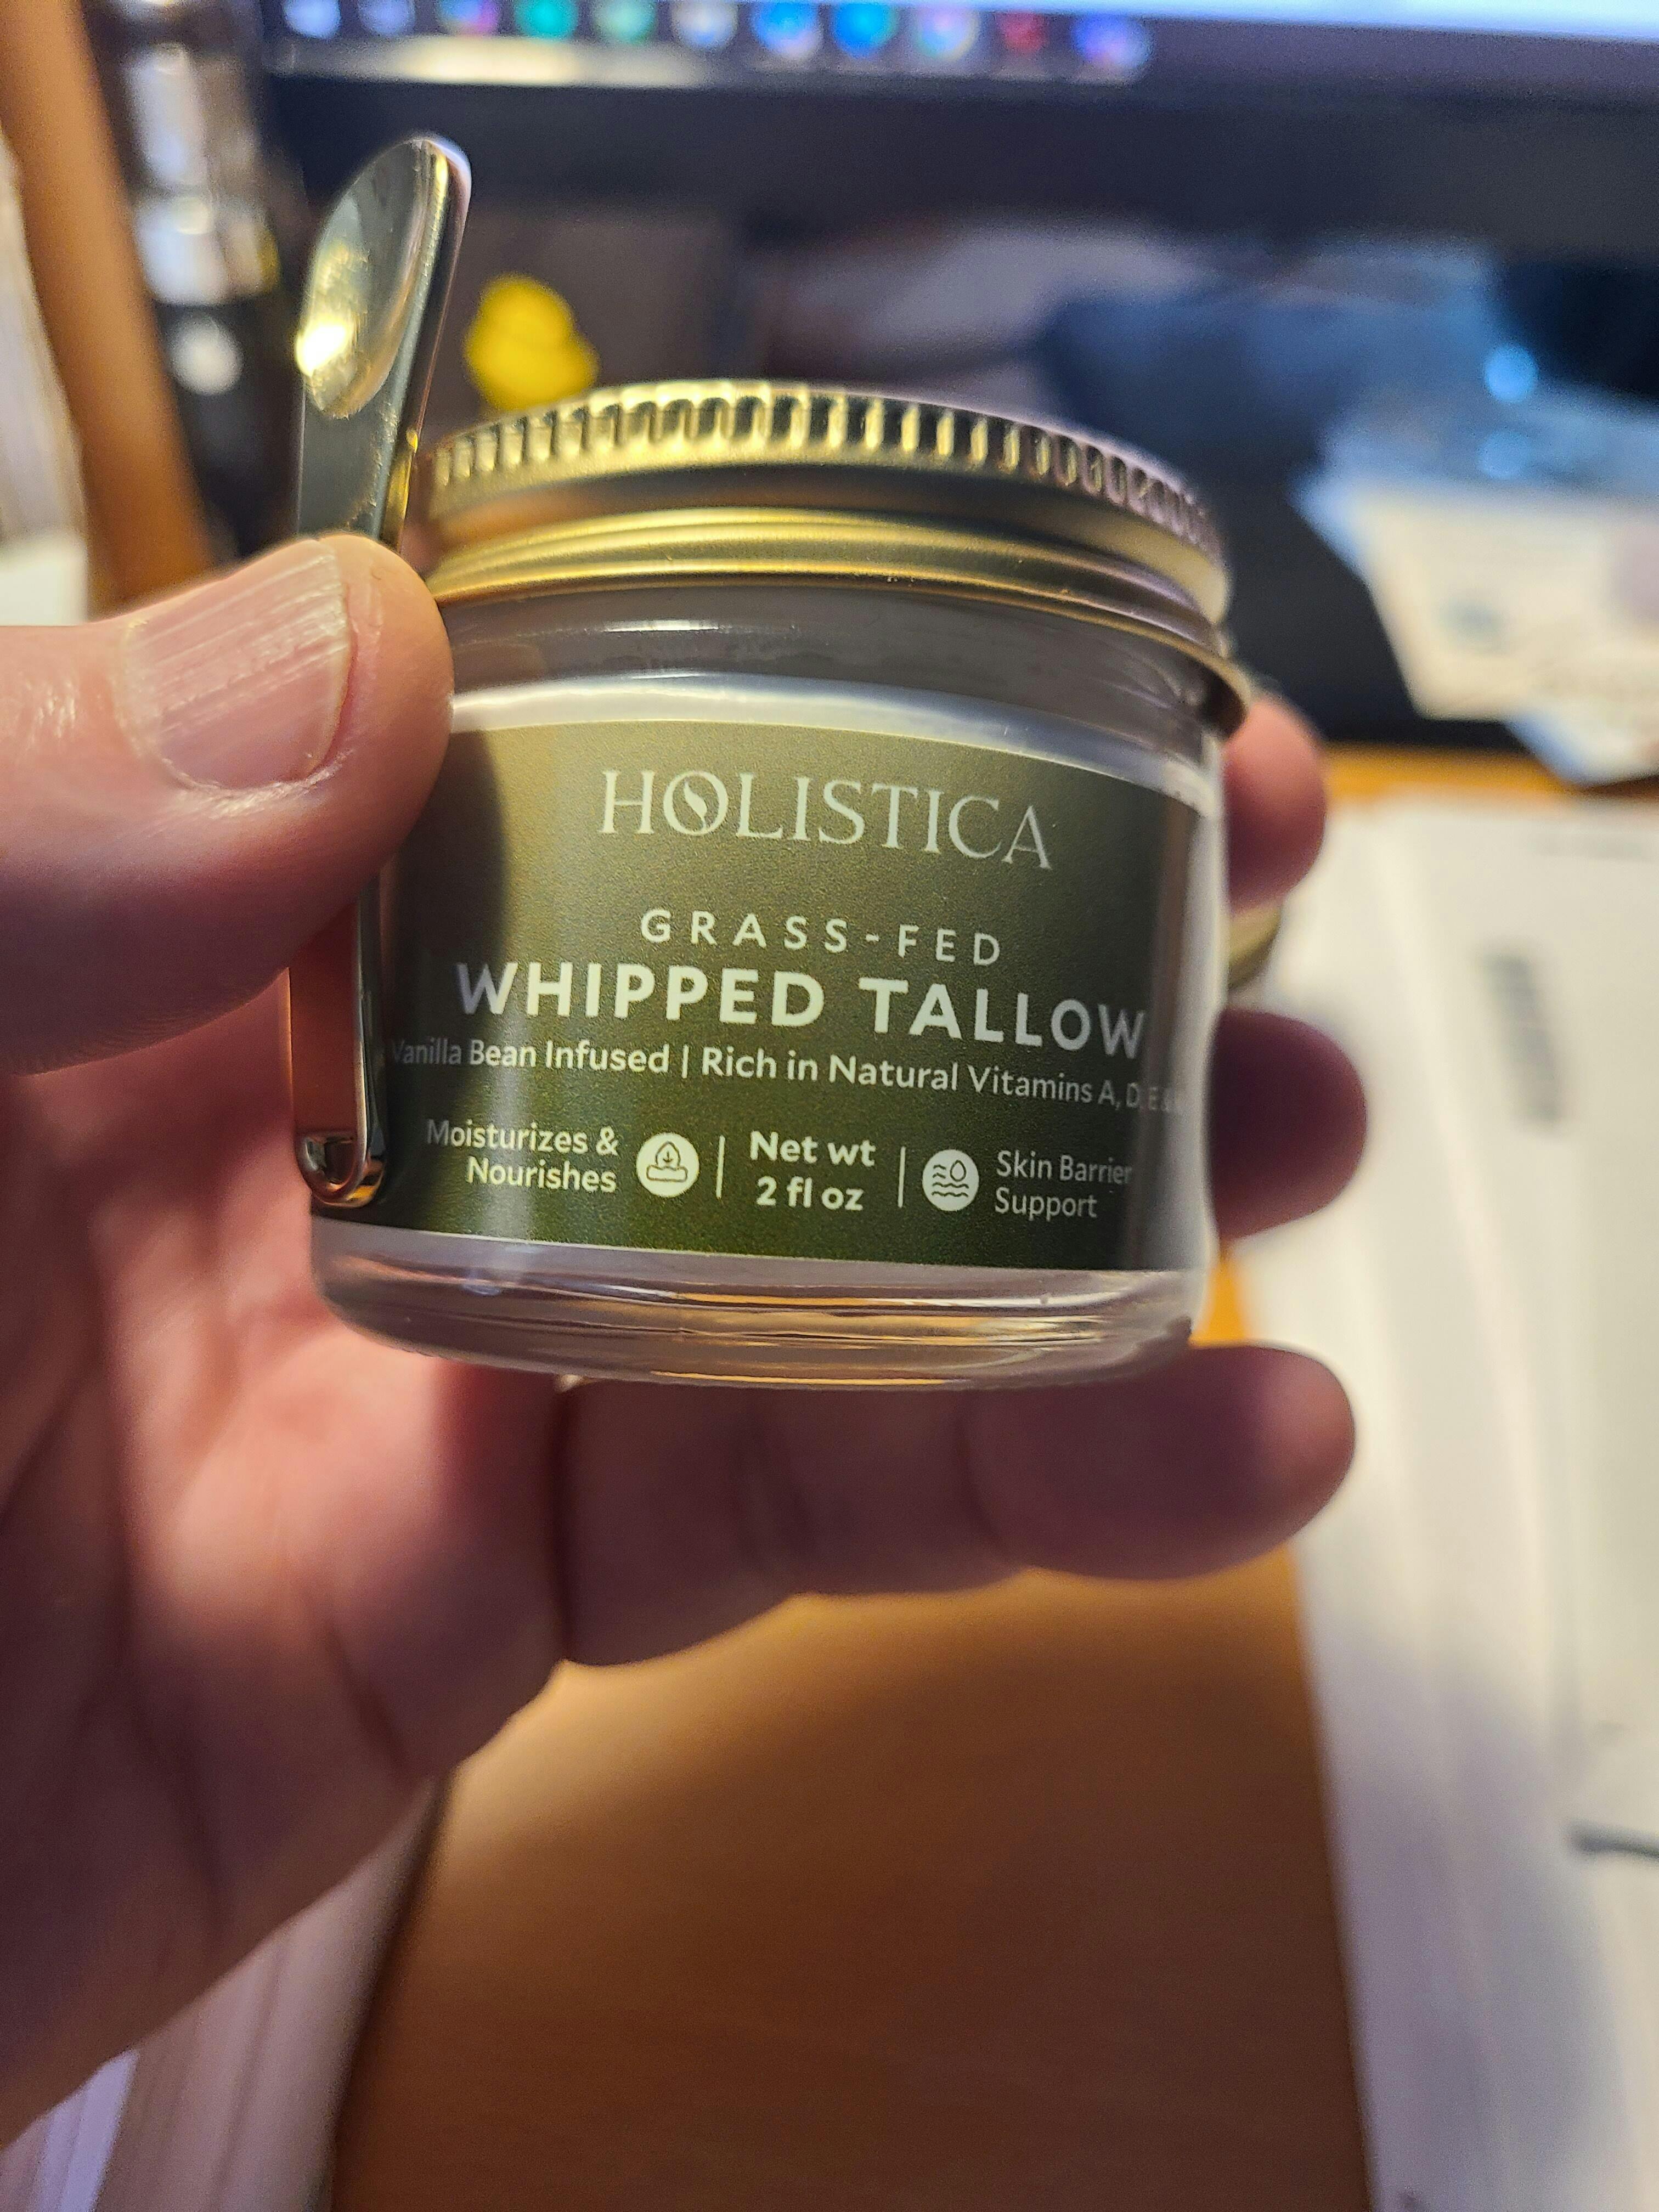 HOLISTICA
GRASS-FED
WHIPPED TALLOW
Vanilla Bean Infused | Rich in Natural Vitamins A, D, E &
Moisturizes &
Nourishes
Net wt
2 fl oz
Skin Barrier
Support